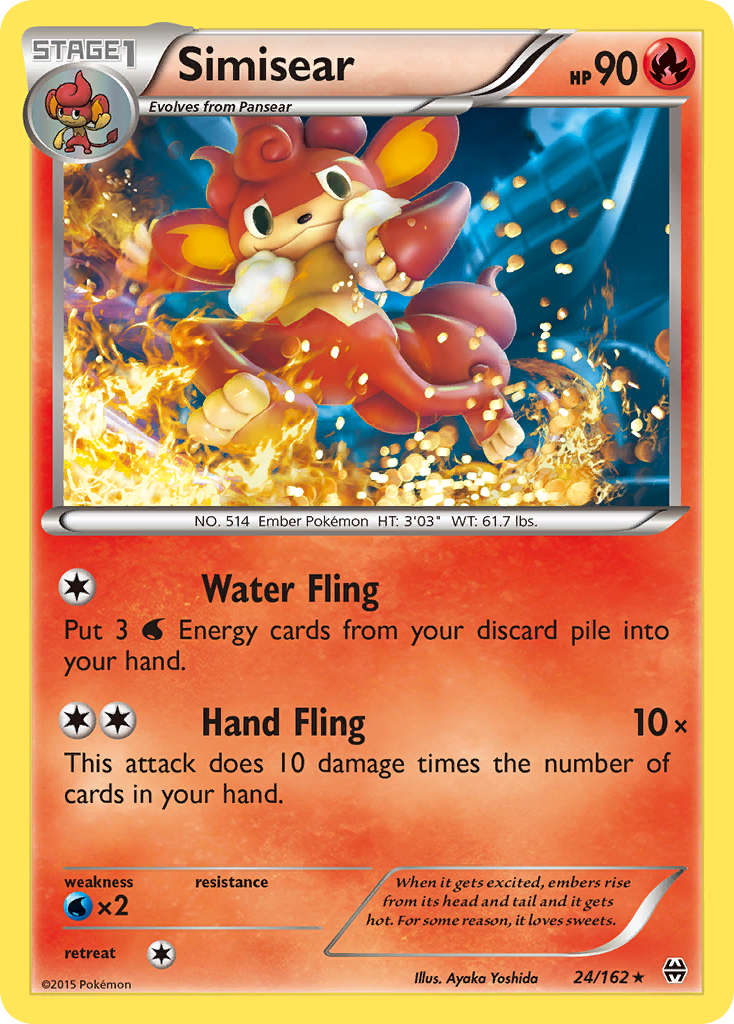 STAGE1
Simisear
HP 90
Evolves from Pansear
NO. 514 Ember Pokémon HT: 3'03" WT: 61.7 lbs.
Water Fling
Put 3 Energy cards from your discard pile into
your hand.
Hand Fling 10×
This attack does 10 damage times the number of
cards in your hand.
weakness
×2
resistance
retreat
When it gets excited, embers rise
from its head and tail and it gets
hot. For some reason, it loves sweets.
©2015 Pokémon
Illus. Ayaka Yoshida
24/162 ★